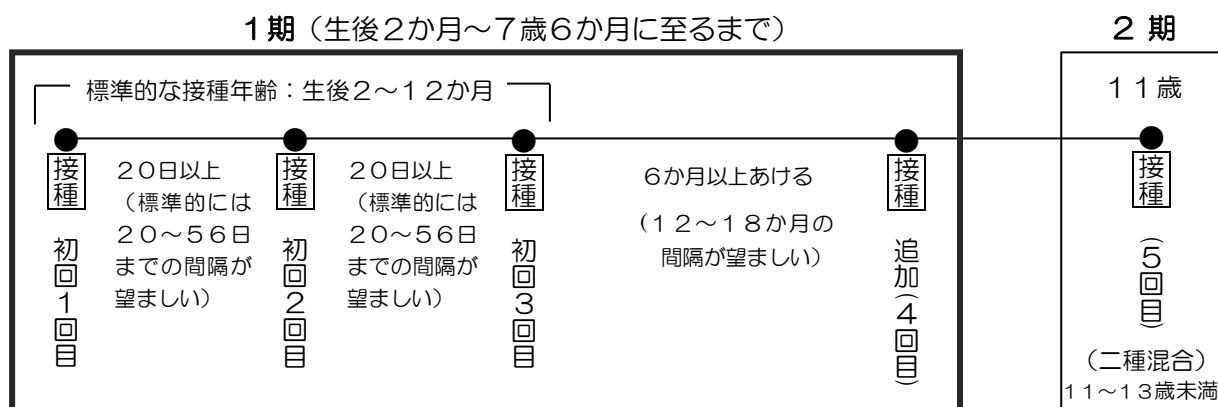 1期（生後２か月～７歳６か月に至るまで）
標準的な接種年齢：生後２～１２か月
接種
初回１回目
２０日以上
（標準的には
２０～５６日
までの間隔が
望ましい）
接種
初回２回目
２０日以上
（標準的には
２０～５６日
までの間隔が
望ましい）
接種
初回３回目
６か月以上あける
（１２～１８か月の
間隔が望ましい）
接種
追加（４回目）
２ 期
１１歳
接種
（５回目）
（二種混合）
１１～１３歳未満